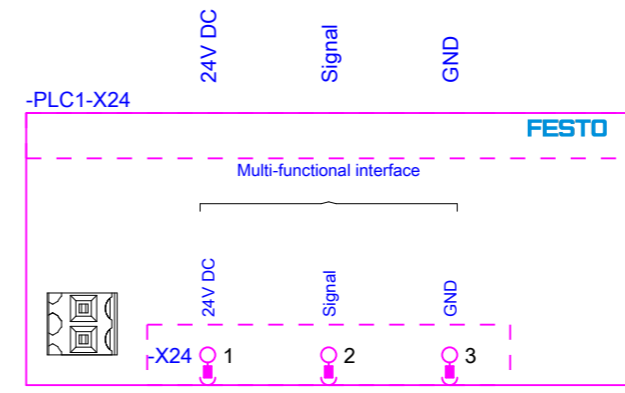 24V DC Signal GND
-PLC1-X24
FESTO
Multi-functional interface
24V DC Signal GND
-X24 1 2 3